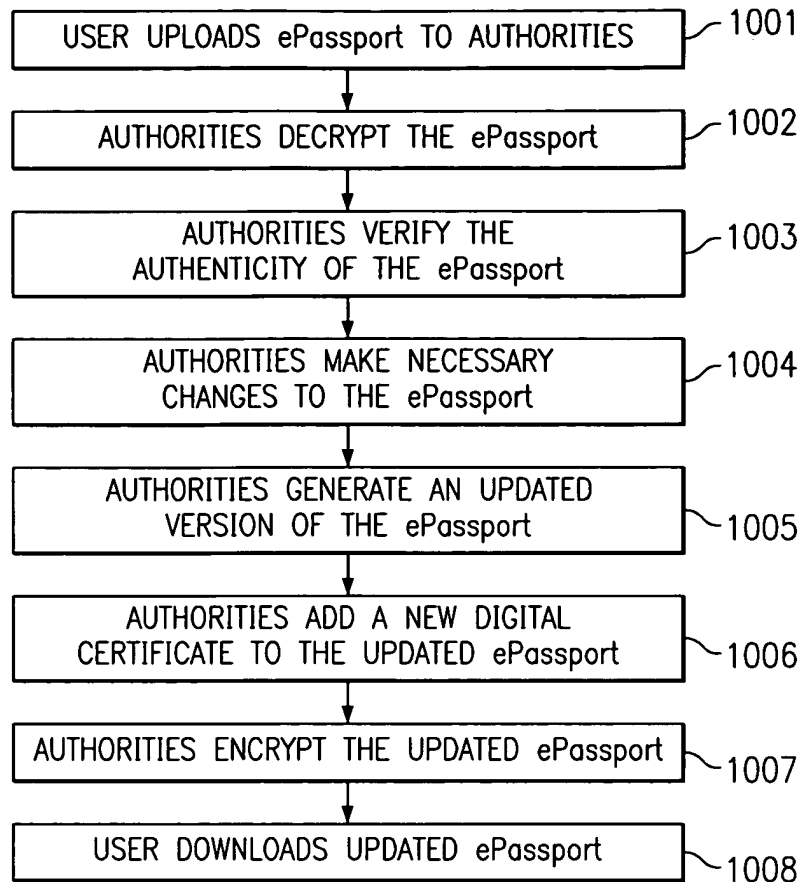 USER UPLOADS ePassport TO AUTHORITIES
1001
AUTHORITIES DECRYPT THE ePassport
1002
AUTHORITIES VERIFY THE
AUTHENTICITY OF THE ePassport
1003
AUTHORITIES MAKE NECESSARY
CHANGES TO THE ePassport
1004
AUTHORITIES GENERATE AN UPDATED
VERSION OF THE ePassport
1005
AUTHORITIES ADD A NEW DIGITAL
CERTIFICATE TO THE UPDATED ePassport
1006
AUTHORITIES ENCRYPT THE UPDATED ePassport
1007
USER DOWNLOADS UPDATED ePassport
1008